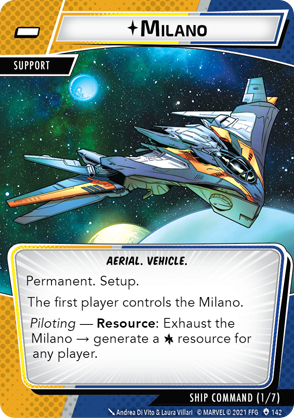 Milano
SUPPORT
AERIAL. VEHICLE.
Permanent. Setup.
The first player controls the Milano.
Piloting — Resource: Exhaust the
Milano → generate a resource for
any player.
SHIP COMMAND (1/7)
Andrea Di Vito & Laura Villari © MARVEL © 2021 FFG 142